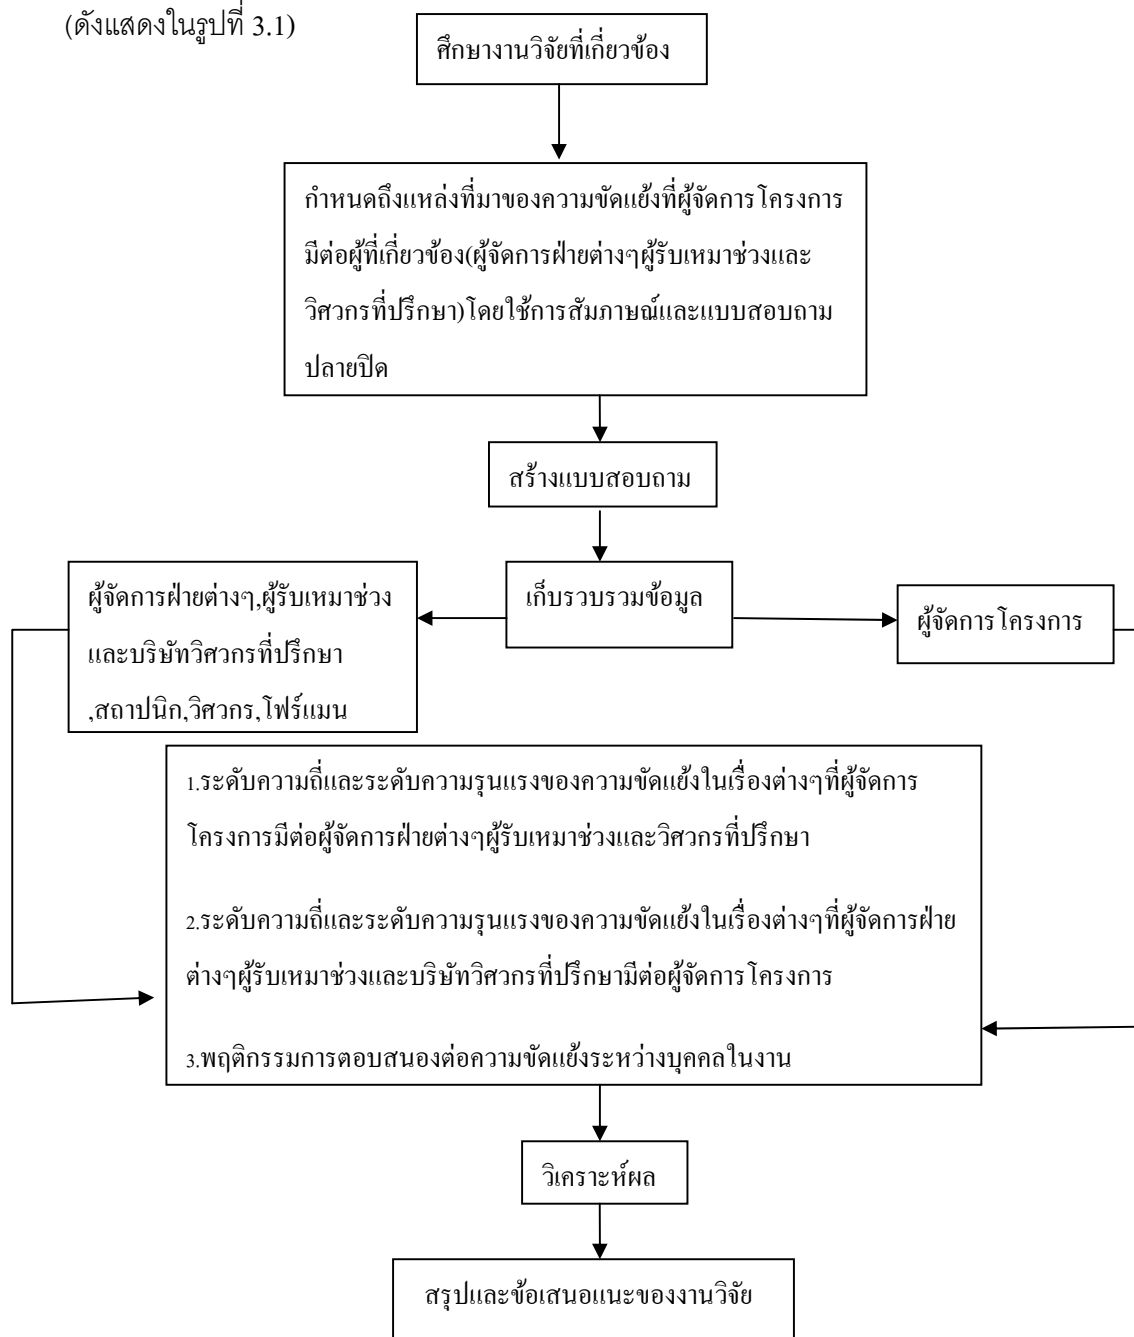 (ดังแสดงในรูปที่ 3.1)
ศึกษางานวิจัยที่เกี่ยวข้อง
กำหนดถึงแหล่งที่มาของความขัดแย้งที่ผู้จัดการโครงการ
มีต่อผู้ที่เกี่ยวข้อง(ผู้จัดการฝ่ายต่างๆผู้รับเหมาช่วงและ
วิศวกรที่ปรึกษา)โดยใช้การสัมภาษณ์และแบบสอบถาม
ปลายปิด
สร้างแบบสอบถาม
เก็บรวบรวมข้อมูล
ผู้จัดการฝ่ายต่างๆ,ผู้รับเหมาช่วง
และบริษัทวิศวกรที่ปรึกษา
,สถาปนิก,วิศวกร,โฟร์แมน
ผู้จัดการโครงการ
1.ระดับความถี่และระดับความรุนแรงของความขัดแย้งในเรื่องต่างๆที่ผู้จัดการ
โครงการมีต่อผู้จัดการฝ่ายต่างๆผู้รับเหมาช่วงและวิศวกรที่ปรึกษา
2.ระดับความถี่และระดับความรุนแรงของความขัดแย้งในเรื่องต่างๆที่ผู้จัดการฝ่าย
ต่างๆผู้รับเหมาช่วงและบริษัทวิศวกรที่ปรึกษามีต่อผู้จัดการโครงการ
3.พฤติกรรมการตอบสนองต่อความขัดแย้งระหว่างบุคคลในงาน
วิเคราะห์ผล
สรุปและข้อเสนอแนะของงานวิจัย